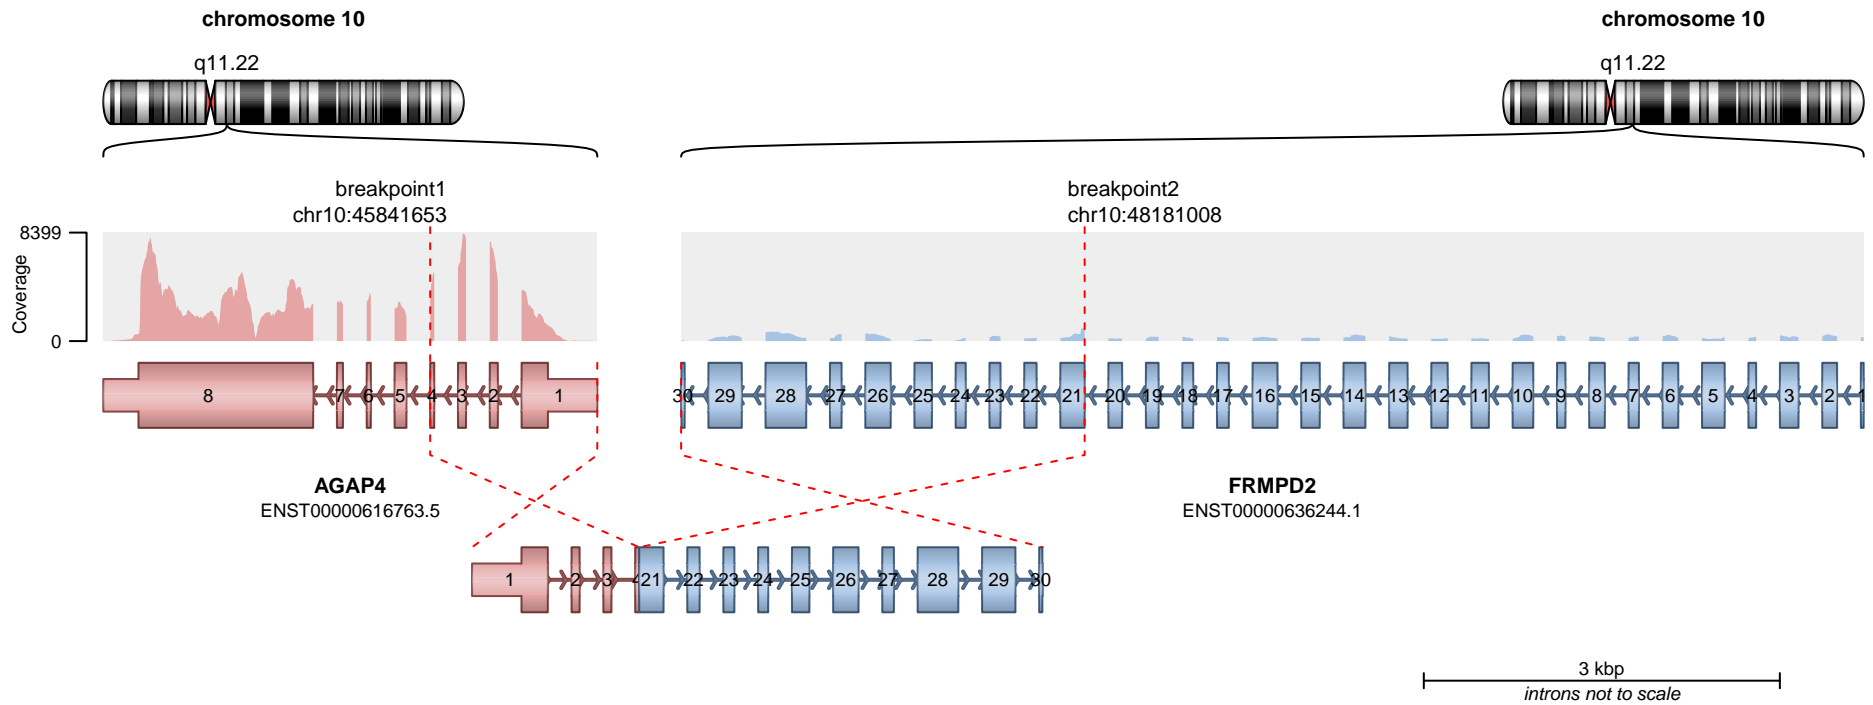 chromosome 10
chromosome 10
q11.22
q11.22
breakpoint1
chr10:45841653
breakpoint2
chr10:48181008
Coverage
8399
0
8 7 6 5 4 3 2 1
30 29 28 27 26 25 24 23 22 21 20 19 18 17 16 15 14 13 12 11 10 9 8 7 6 5 4 3 2 1
AGAP4
ENST00000616763.5
FRMPD2
ENST00000636244.1
1 2 3 4 21 22 23 24 25 26 27 28 29 30
3 kbp
introns not to scale